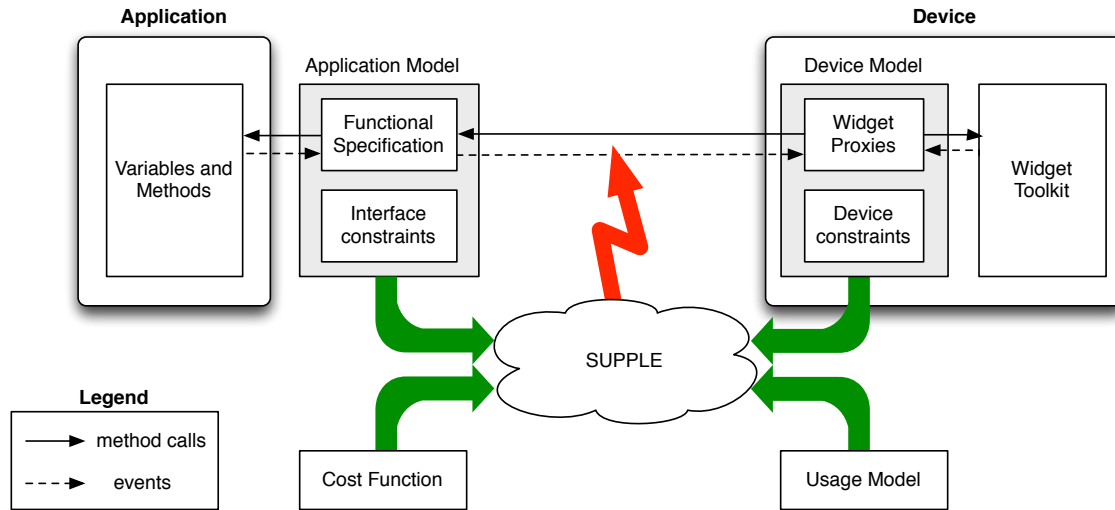 Application
Device
Application Model
Device Model
Variables and
Methods
Functional
Specification
Interface
constraints
Widget
Proxies
Device
constraints
Widget
Toolkit
SUPPLE
Legend
method calls
events
Cost Function
Usage Model